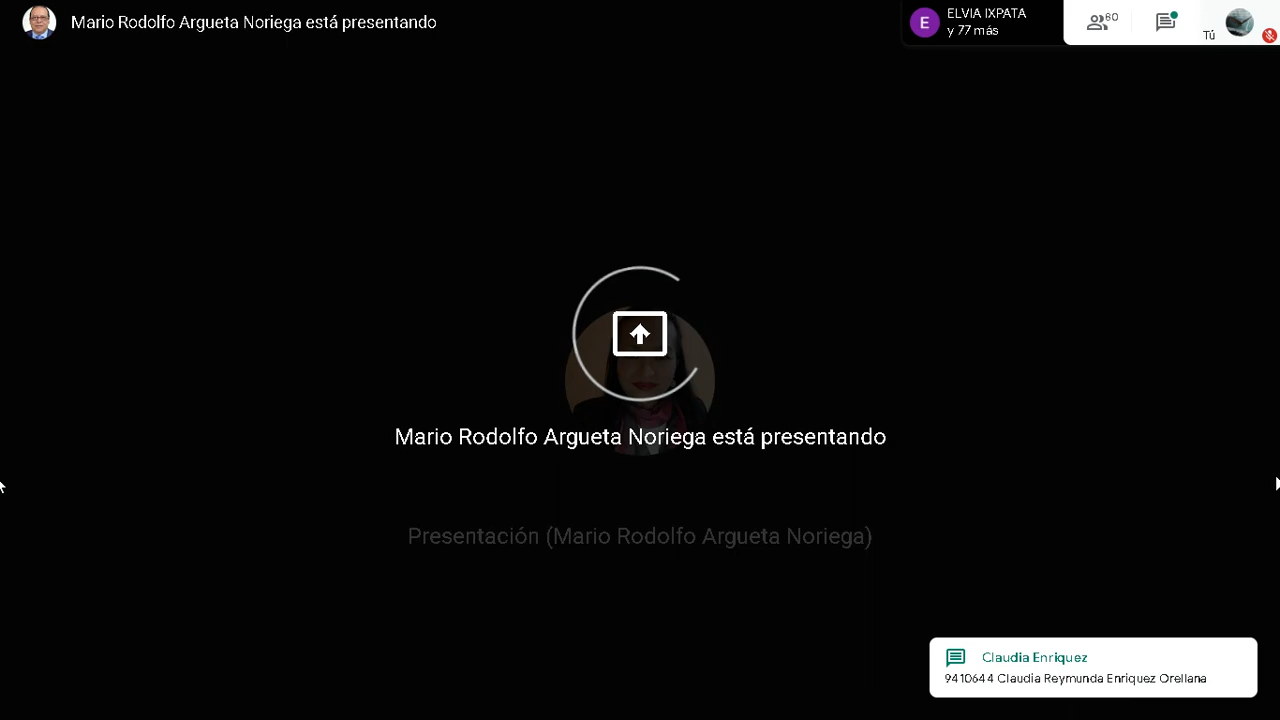 Mario Rodolfo Argueta Noriega está presentando
E
ELVIA IXPATA
y 77 más
80
Tú
Mario Rodolfo Argueta Noriega está presentando
Presentación (Mario Rodolfo Argueta Noriega)
Claudia Enriquez
9410644 Claudia Reymunda Enriquez Orellana